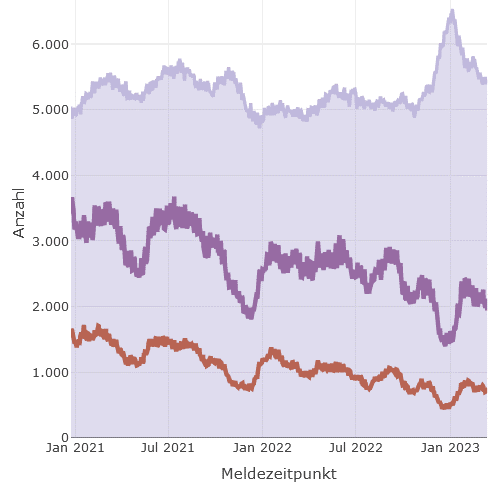 6.000
5.000
4.000
3.000
2.000
1.000
0
Anzahl
Jan 2021
Jul 2021
Jan 2022
Jul 2022
Jan 2023
Meldezeitpunkt